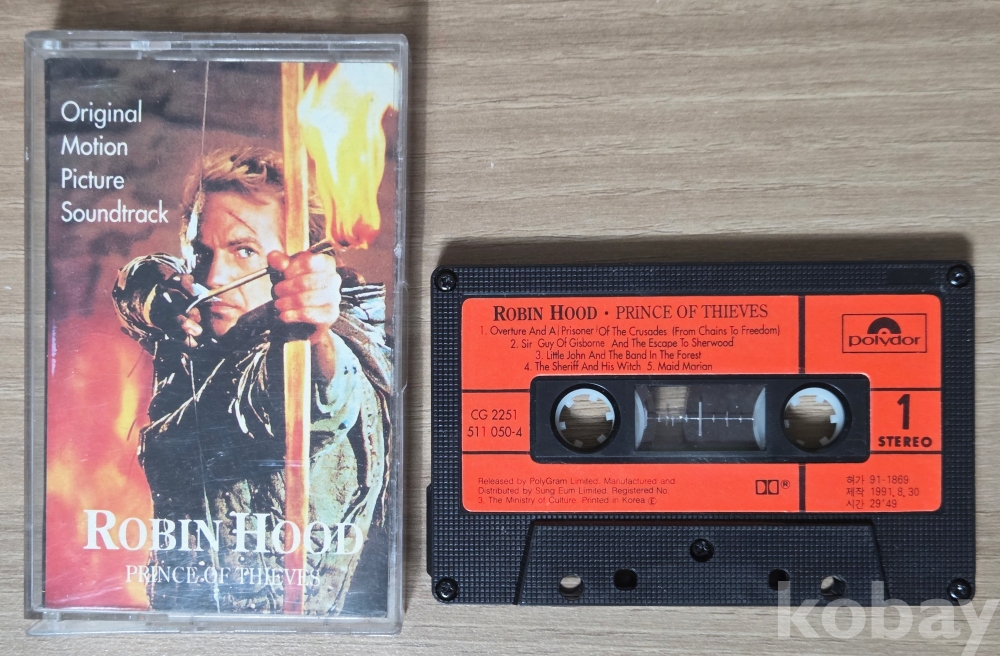 Original
Motion
Picture
Soundtrack
ROBIN HOOD
PRINCE OF THIEVES
ROBIN HOOD · PRINCE OF THIEVES
1. Overture And A Prisoner Of The Crusades (From Chains To Freedom)
2. Sir Guy Of Gisborne And The Escape To Sherwood
3. Little John And The Band In The Forest
4. The Sheriff And His Witch 5. Maid Marian
polydor
CG 2251
511 050-4
1
STEREO
Released by PolyGram Limited. Manufactured and
Distributed by Sung Eum Limited. Registered No.
3. The Ministry of Culture. Printed in Korea Ⓔ
허가 91-1869
제작 1991. 8. 30
시간 29"49
kobay